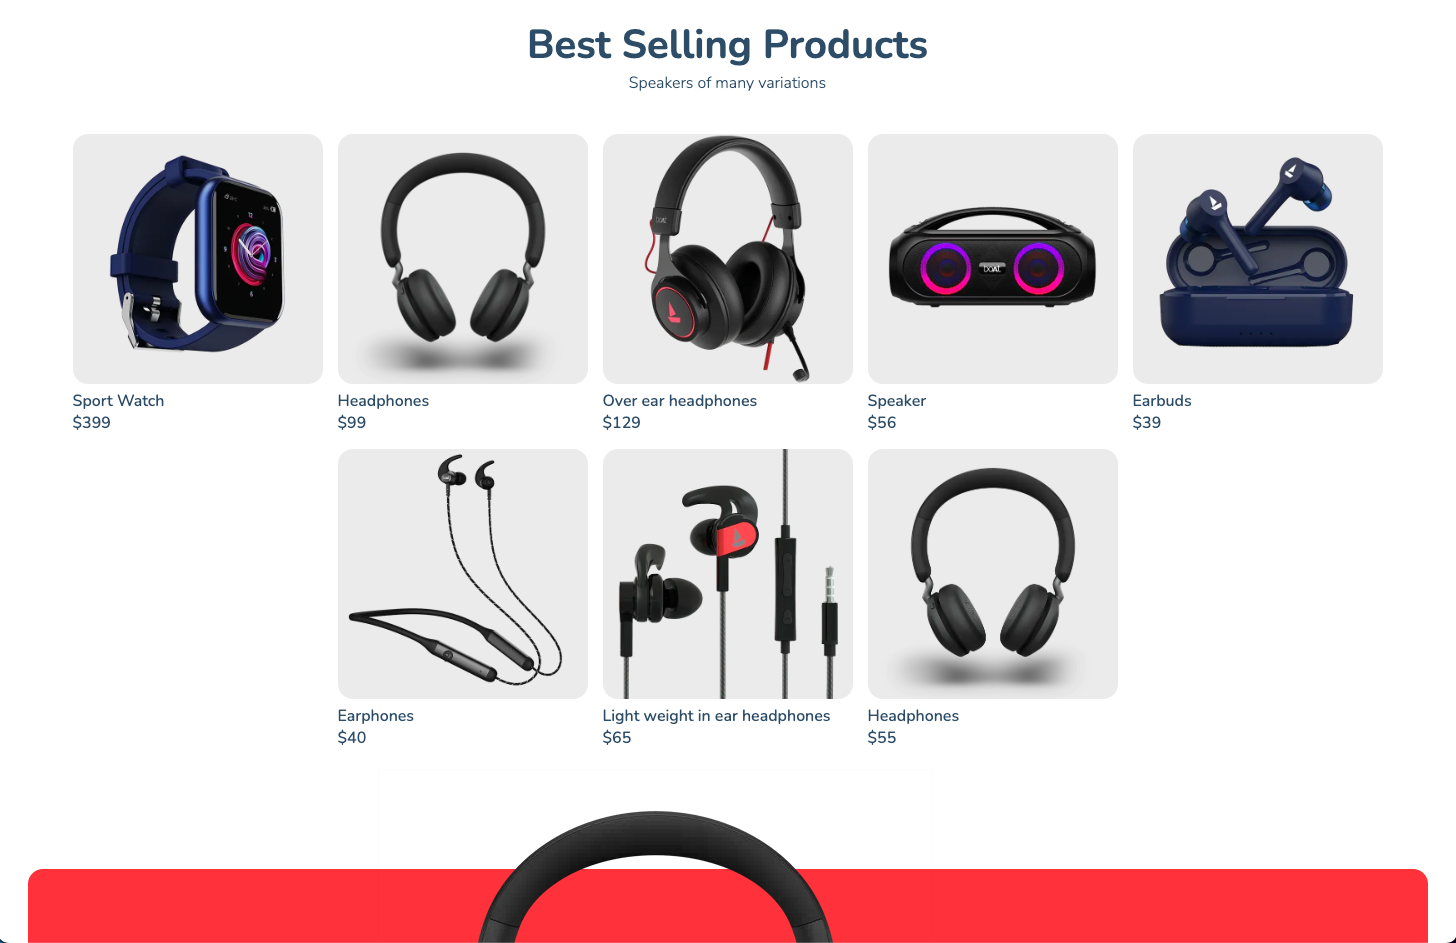 Best Selling Products
Speakers of many variations
Sport Watch
$399
Headphones
$99
Over ear headphones
$129
Speaker
$56
Earbuds
$39
Earphones
$40
Light weight in ear headphones
$65
Headphones
$55